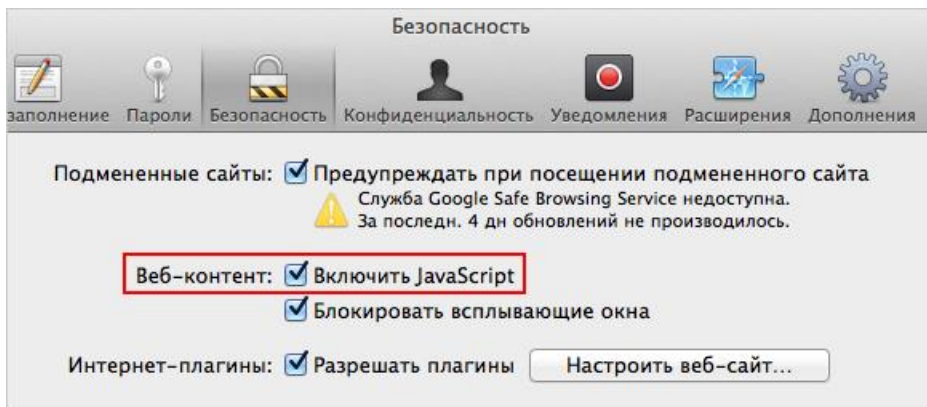 Безопасность
заполнение Пароли Безопасность Конфиденциальность Уведомления Расширения Дополнения
Подмененные сайты: Предупреждать при посещении подмененного сайта
Служба Google Safe Browsing Service недоступна.
За последн. 4 дн обновлений не производилось.
Веб-контент: Включить JavaScript
Блокировать всплывающие окна
Интернет-плагины: Разрешать плагины Настроить веб-сайт...